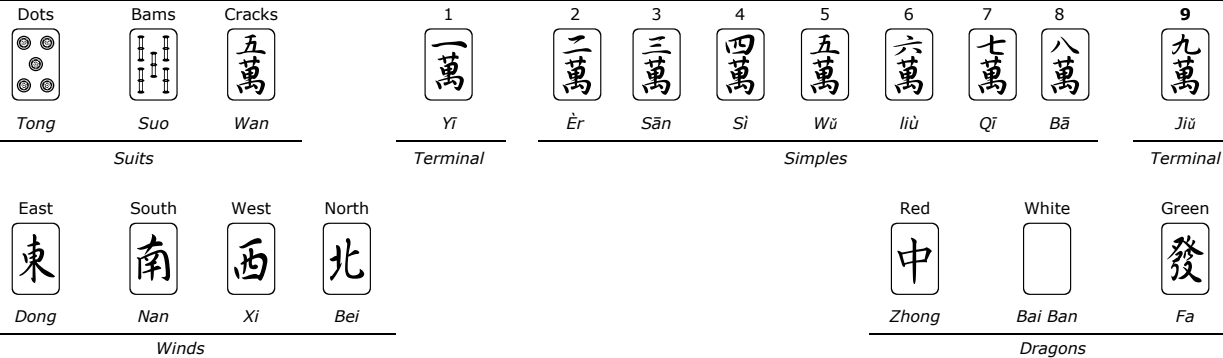 Dots Bams Cracks 1 2 3 4 5 6 7 8 9
五萬 一萬 二萬 三萬 四萬 五萬 六萬 七萬 八萬 九萬
Tong Suo Wan Yī Èr Sān Sì Wǔ liù Qī Bā Jiǔ
Suits Terminal Simples Terminal
East South West North Red White Green
東 南 西 北 中 發
Dong Nan Xi Bei Zhong Bai Ban Fa
Winds Dragons